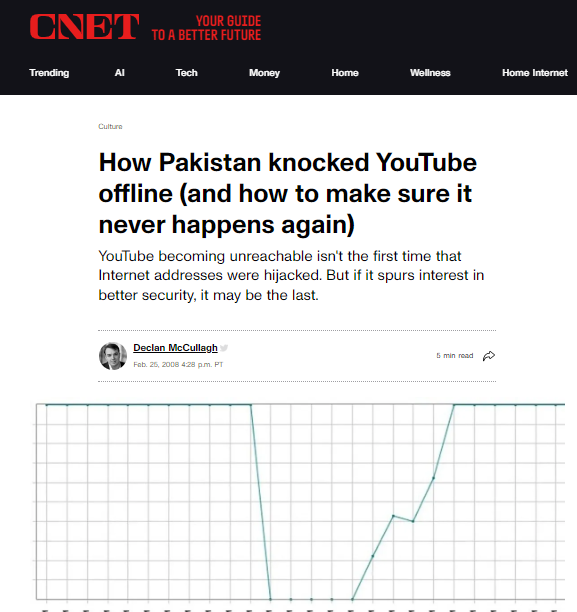 CNET YOUR GUIDE
TO A BETTER FUTURE
Trending AI Tech Money Home Wellness Home Internet
Culture
How Pakistan knocked YouTube
offline (and how to make sure it
never happens again)
YouTube becoming unreachable isn't the first time that
Internet addresses were hijacked. But if it spurs interest in
better security, it may be the last.
Declan McCullagh
Feb. 25, 2008 4:28 p.m. PT
5 min read